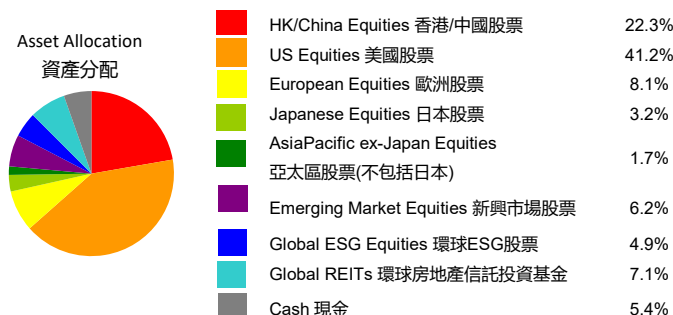 Asset Allocation
資產分配
HK/China Equities 香港/中國股票 22.3%
US Equities 美國股票 41.2%
European Equities 歐洲股票 8.1%
Japanese Equities 日本股票 3.2%
AsiaPacific ex-Japan Equities
亞太區股票(不包括日本) 1.7%
Emerging Market Equities 新興市場股票 6.2%
Global ESG Equities 環球ESG股票 4.9%
Global REITs 環球房地產信託投資基金 7.1%
Cash 現金 5.4%